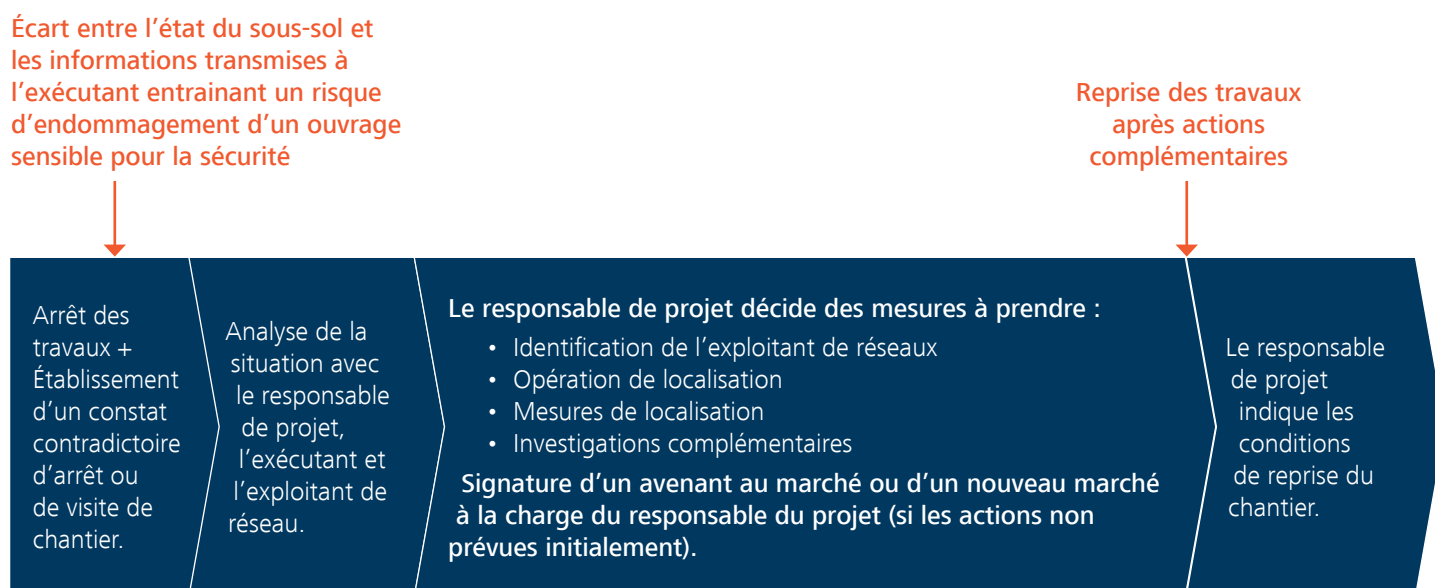 Écart entre l’état du sous-sol et
les informations transmises à
l’exécutant entrainant un risque
d’endommagement d’un ouvrage
sensible pour la sécurité
Reprise des travaux
après actions
complémentaires
Arrêt des
travaux +
Établissement
d’un constat
contradictoire
d’arrêt ou
de visite de
chantier.
Analyse de la
situation avec
le responsable
de projet,
l’exécutant et
l’exploitant de
réseau.
Le responsable de projet décide des mesures à prendre :
• Identification de l’exploitant de réseaux
• Opération de localisation
• Mesures de localisation
• Investigations complémentaires
Signature d’un avenant au marché ou d’un nouveau marché
à la charge du responsable du projet (si les actions non
prévues initialement).
Le responsable
de projet
indique les
conditions
de reprise du
chantier.